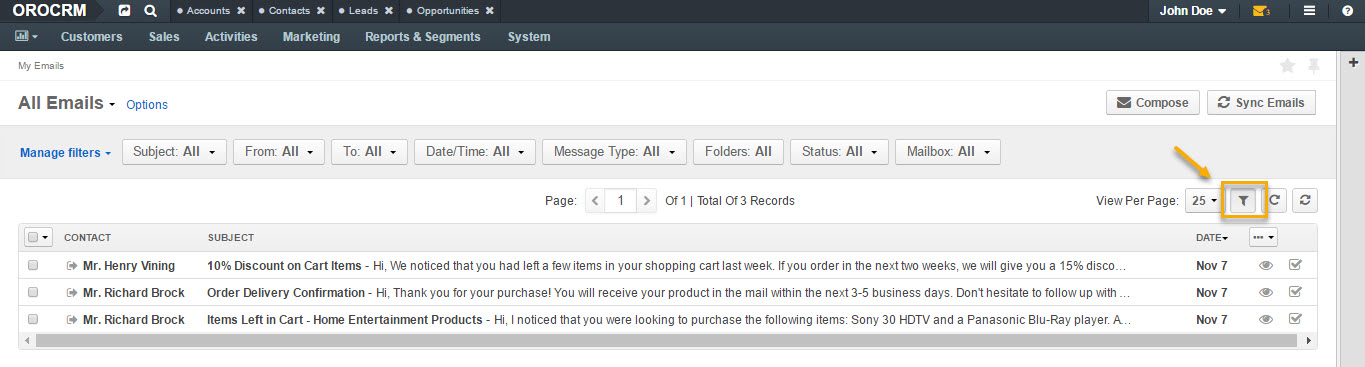 OROCRM Accounts × Contacts × Leads × Opportunities × John Doe 3
Customers Sales Activities Marketing Reports & Segments System
My Emails
All Emails Options Compose Sync Emails
Manage filters Subject: All From: All To: All Date/Time: All Message Type: All Folders: All Status: All Mailbox: All
Page: < 1 > Of 1 | Total Of 3 Records View Per Page: 25
CONTACT SUBJECT DATE ...
Mr. Henry Vining 10% Discount on Cart Items - Hi, We noticed that you had left a few items in your shopping cart last week. If you order in the next two weeks, we will give you a 15% disco... Nov 7
Mr. Richard Brock Order Delivery Confirmation - Hi, Thank you for your purchase! You will receive your product in the mail within the next 3-5 business days. Don't hesitate to follow up with ... Nov 7
Mr. Richard Brock Items Left in Cart - Home Entertainment Products - Hi, I noticed that you were looking to purchase the following items: Sony 30 HDTV and a Panasonic Blu-Ray player. A... Nov 7